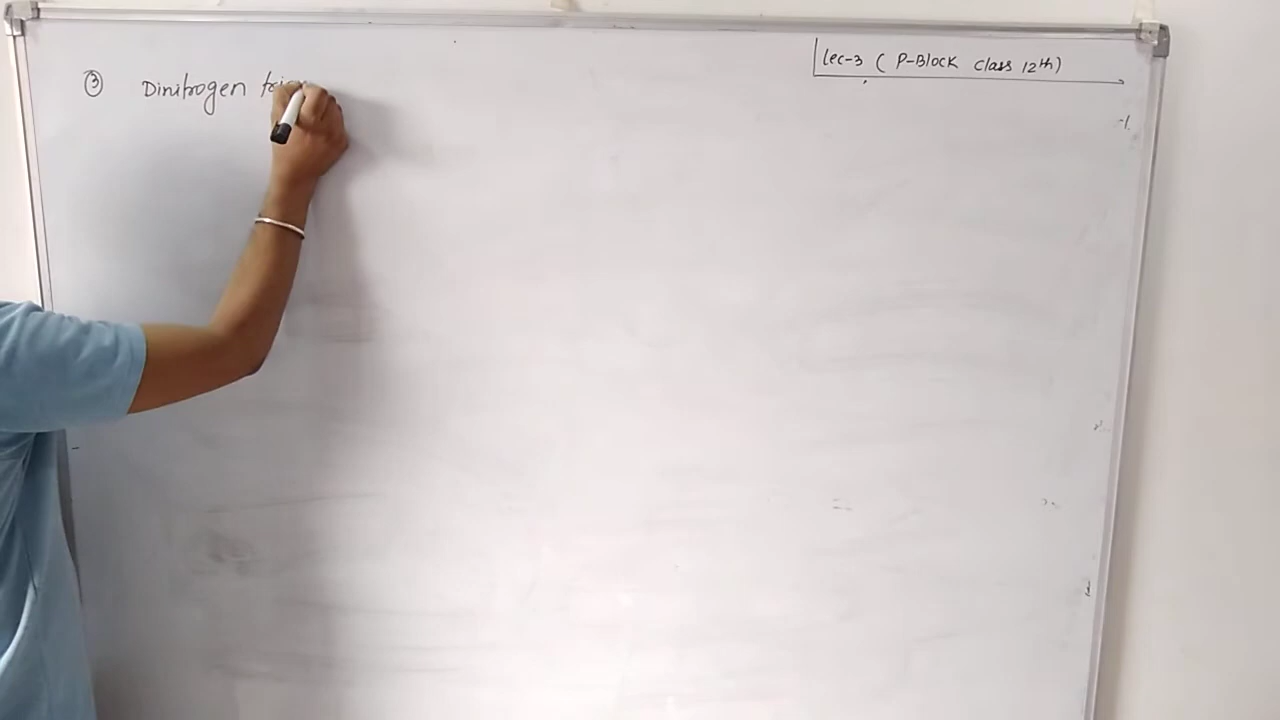 Lec-3 ( P-Block class 12th)
③ Dinitrogen